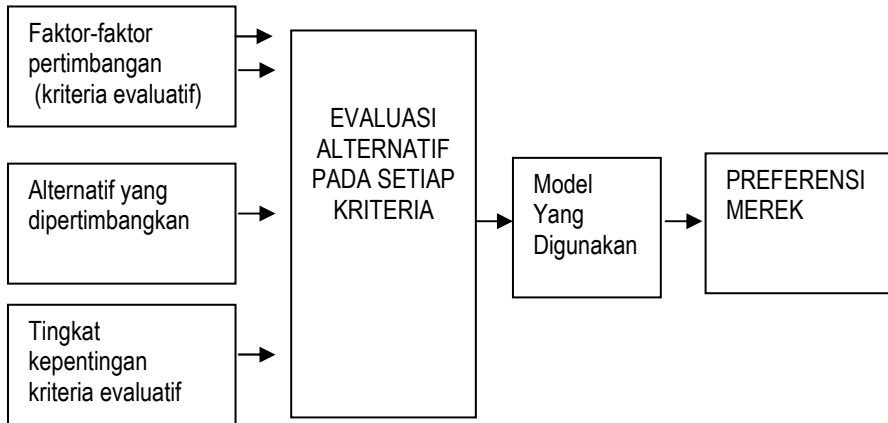 Faktor-faktor
pertimbangan
(kriteria evaluatif)
Alternatif yang
dipertimbangkan
Tingkat
kepentingan
kriteria evaluatif
EVALUASI
ALTERNATIF
PADA SETIAP
KRITERIA
Model
Yang
Digunakan
PREFERENSI
MEREK